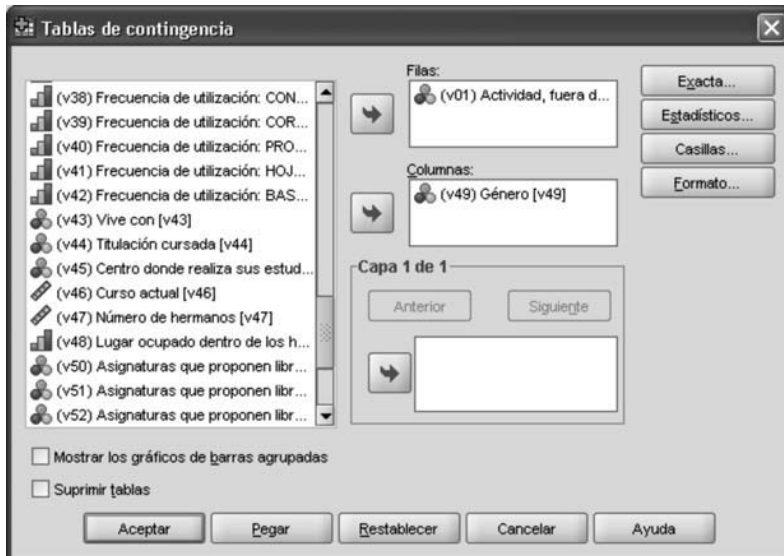 Tablas de contingencia
(v38) Frecuencia de utilización: CON...
(v39) Frecuencia de utilización: COR...
(v40) Frecuencia de utilización: PRO...
(v41) Frecuencia de utilización: HOJ...
(v42) Frecuencia de utilización: BAS...
(v43) Vive con [v43]
(v44) Titulación cursada [v44]
(v45) Centro donde realiza sus estud...
(v46) Curso actual [v46]
(v47) Número de hermanos [v47]
(v48) Lugar ocupado dentro de los h...
(v50) Asignaturas que proponen libr...
(v51) Asignaturas que proponen libr...
(v52) Asignaturas que proponen libr...
Filas:
(v01) Actividad, fuera d...
Columnas:
(v49) Género [v49]
Capa 1 de 1
Anterior
Siguiente
Exacta...
Estadísticos...
Casillas...
Formato...
Mostrar los gráficos de barras agrupadas
Suprimir tablas
Aceptar
Pegar
Restablecer
Cancelar
Ayuda